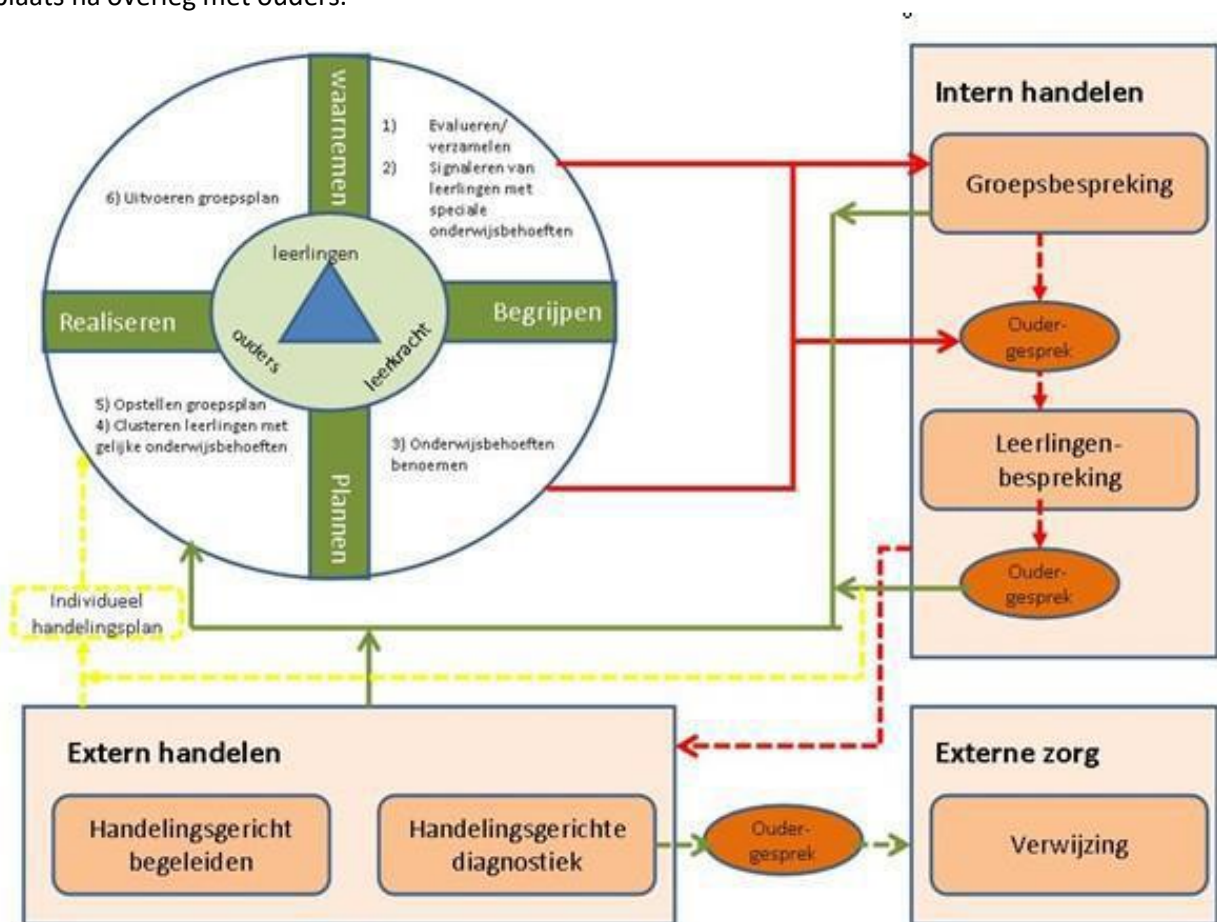 plaats na overleg met ouders.
waarnemen
1) Evalueren/
verzamelen
2) Signaleren van
leerlingen met
speciale
onderwijsbehoeften
6) Uitvoeren groepsplan
leerlingen
ouders
leerkracht
Realiseren
Begrijpen
5) Opstellen groepsplan
4) Clusteren leerlingen met
gelijke onderwijsbehoeften
3) Onderwijsbehoeften
benoemen
Plannen
Individueel
handelingsplan
Intern handelen
Groepsbespreking
Ouder-
gesprek
Leerlingen-
bespreking
Ouder-
gesprek
Extern handelen
Handelingsgericht
begeleiden
Handelingsgerichte
diagnostiek
Ouder-
gesprek
Externe zorg
Verwijzing